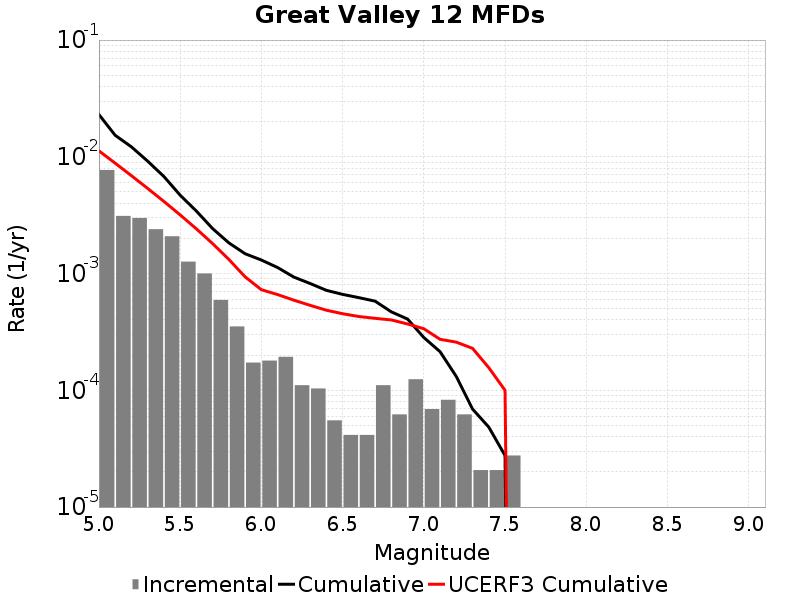 Great Valley 12 MFDs
10-1
10-2
10-3
10-4
10-5
Rate (1/yr)
5.0 5.5 6.0 6.5 7.0 7.5 8.0 8.5 9.0
Magnitude
Incremental Cumulative UCERF3 Cumulative